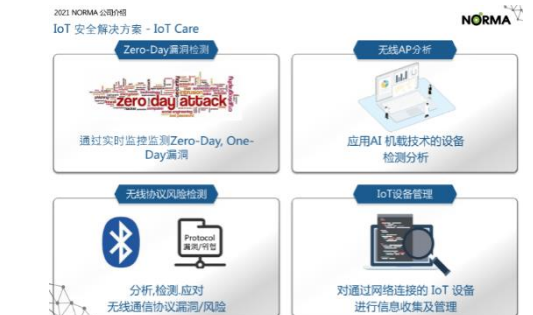 2021 NORMA 公司介绍
NORMA
IoT 安全解决方案 - IoT Care
Zero-Day漏洞检测
无线AP分析
zero day attack
通过实时监控监测Zero-Day, One-
Day漏洞
应用AI 机载技术的设备
检测分析
无线协议风险检测
IoT设备管理
Protocol
漏洞/위협
分析,检测.应对
无线通信协议漏洞/风险
对通过网络连接的 IoT 设备
进行信息收集及管理